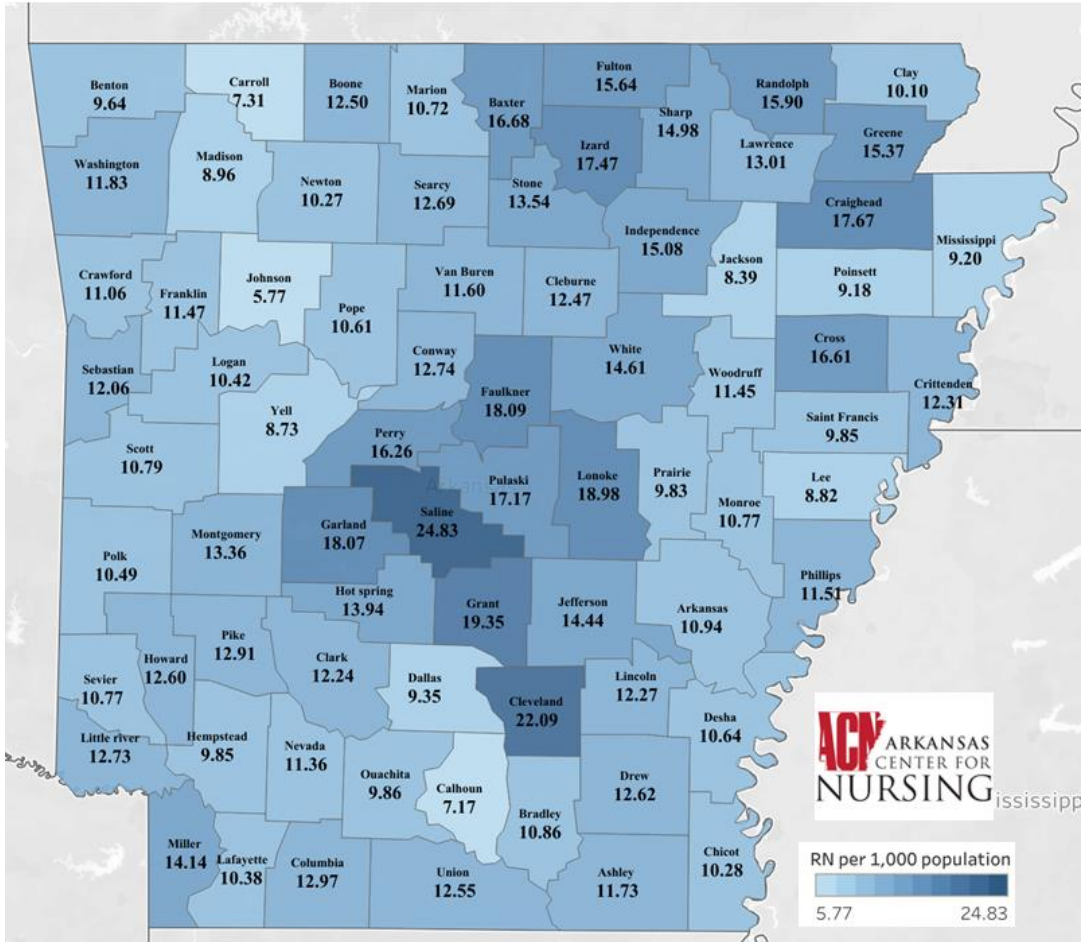 Benton
9.64
Carroll
7.31
Boone
12.50
Marion
10.72
Baxter
16.68
Fulton
15.64
Sharp
14.98
Randolph
15.90
Clay
10.10
Izard
17.47
Lawrence
13.01
Greene
15.37
Washington
11.83
Madison
8.96
Newton
10.27
Searcy
12.69
Stone
13.54
Independence
15.08
Craighead
17.67
Mississippi
9.20
Crawford
11.06
Franklin
11.47
Johnson
5.77
Pope
10.61
Van Buren
11.60
Cleburne
12.47
Jackson
8.39
Poinsett
9.18
Sebastian
12.06
Logan
10.42
Conway
12.74
Faulkner
18.09
White
14.61
Woodruff
11.45
Cross
16.61
Crittenden
12.31
Yell
8.73
Scott
10.79
Perry
16.26
Pulaski
17.17
Lonoke
18.98
Prairie
9.83
Monroe
10.77
Saint Francis
9.85
Lee
8.82
Saline
24.83
Garland
18.07
Montgomery
13.36
Polk
10.49
Hot spring
13.94
Grant
19.35
Jefferson
14.44
Arkansas
10.94
Phillips
11.51
Pike
12.91
Howard
12.60
Sevier
10.77
Clark
12.24
Dallas
9.35
Cleveland
22.09
Lincoln
12.27
Desha
10.64
Little river
12.73
Hempstead
9.85
Nevada
11.36
Ouachita
9.86
Calhoun
7.17
Bradley
10.86
Drew
12.62
Miller
14.14
Lafayette
10.38
Columbia
12.97
Union
12.55
Ashley
11.73
Chicot
10.28
ACN ARKANSAS
CENTER FOR
NURSING
ississipp
RN per 1,000 population
5.77 24.83